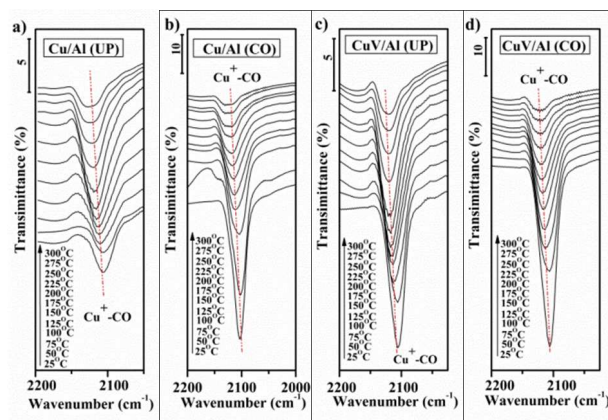 a)
5
Cu/Al (UP)
Transimittance (%)
300°C
275°C
250°C
225°C
200°C
175°C
150°C
125°C
100°C
75°C
50°C
25°C
Cu⁺-CO
2200 2100
Wavenumber (cm⁻¹)
b)
10
Cu/Al (CO)
Cu⁺-CO
Transimittance (%)
300°C
275°C
250°C
225°C
200°C
175°C
150°C
125°C
100°C
75°C
50°C
25°C
2200 2100 2000
Wavenumber (cm⁻¹)
c)
5
CuV/Al (UP)
Transimittance (%)
300°C
275°C
250°C
225°C
200°C
175°C
150°C
125°C
100°C
75°C
50°C
25°C
Cu⁺-CO
2200 2100
Wavenumber (cm⁻¹)
d)
10
CuV/Al (CO)
Cu⁺-CO
Transimittance (%)
300°C
275°C
250°C
225°C
200°C
175°C
150°C
125°C
100°C
75°C
50°C
25°C
2200 2100
Wavenumber (cm⁻¹)